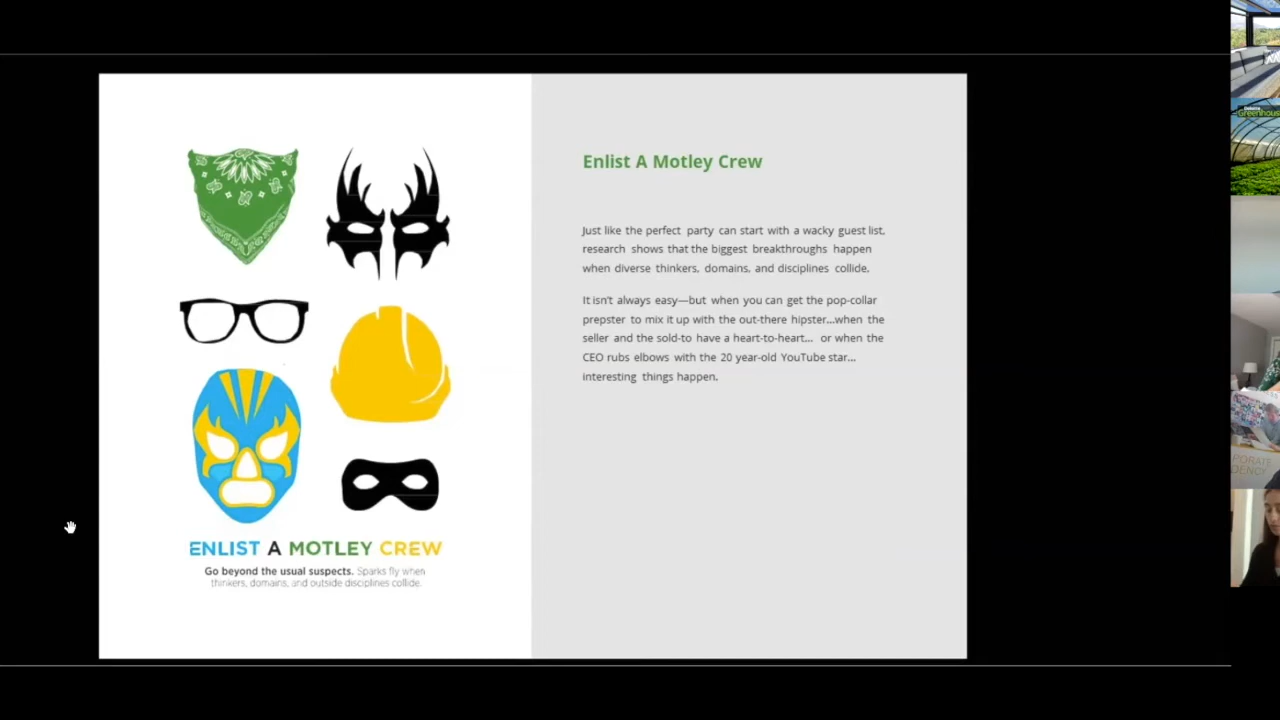 Enlist A Motley Crew
Just like the perfect party can start with a wacky guest list,
research shows that the biggest breakthroughs happen
when diverse thinkers, domains, and disciplines collide.
It isn't always easy—but when you can get the pop-collar
prepster to mix it up with the out-there hipster...when the
seller and the sold-to have a heart-to-heart... or when the
CEO rubs elbows with the 20 year-old YouTube star...
interesting things happen.
ENLIST A MOTLEY CREW
Go beyond the usual suspects. Sparks fly when
thinkers, domains, and outside disciplines collide.
Greenhous
PORATE
DENCY